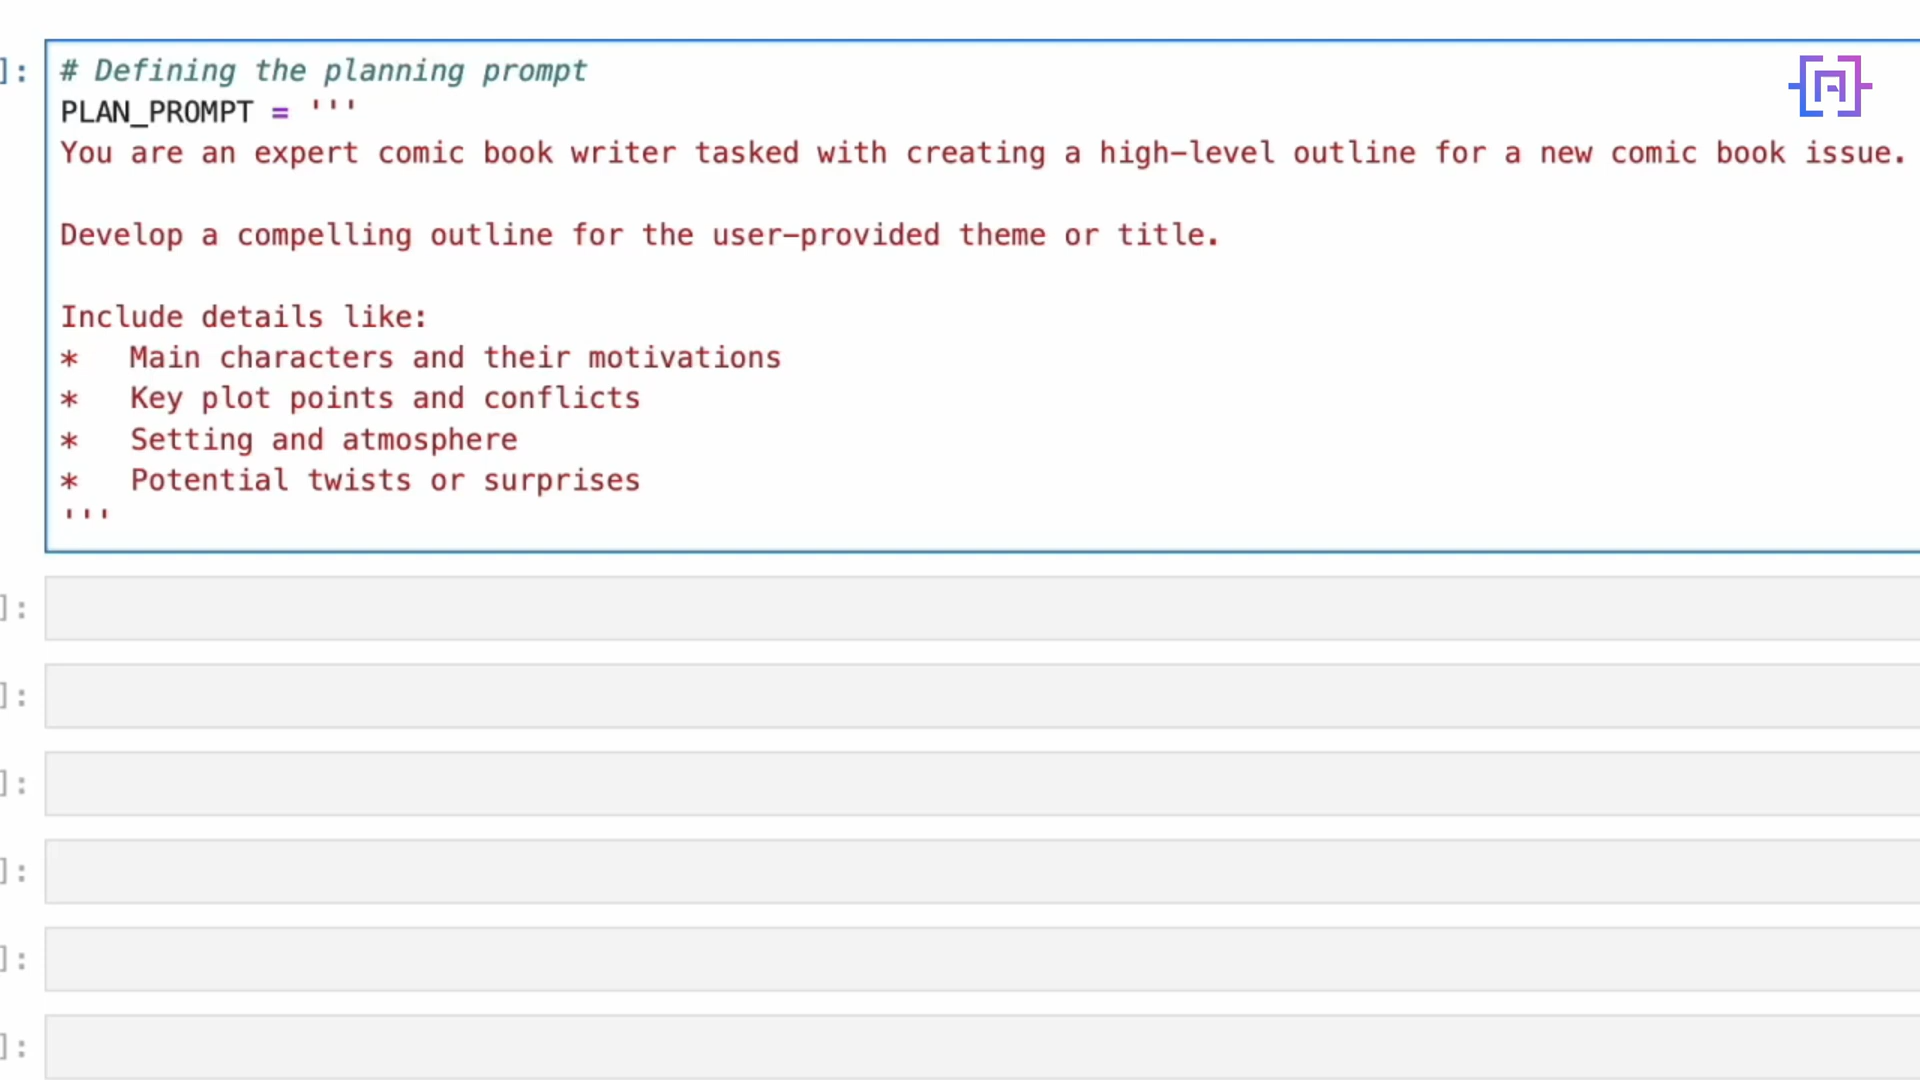 ]:
# Defining the planning prompt
PLAN_PROMPT = '''
You are an expert comic book writer tasked with creating a high-level outline for a new comic book issue.
Develop a compelling outline for the user-provided theme or title.
Include details like:
*   Main characters and their motivations
*   Key plot points and conflicts
*   Setting and atmosphere
*   Potential twists or surprises
'''
]:
]:
]:
]:
]:
]: